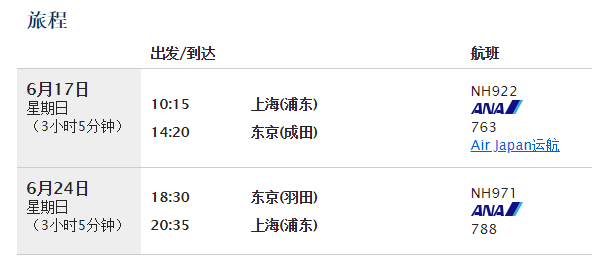 旅程
出发/到达 航班
6月17日
星期日
(3小时5分钟)
10:15 上海(浦东)
14:20 东京(成田)
NH922
ANA
763
Air Japan运航
6月24日
星期日
(3小时5分钟)
18:30 东京(羽田)
20:35 上海(浦东)
NH971
ANA
788